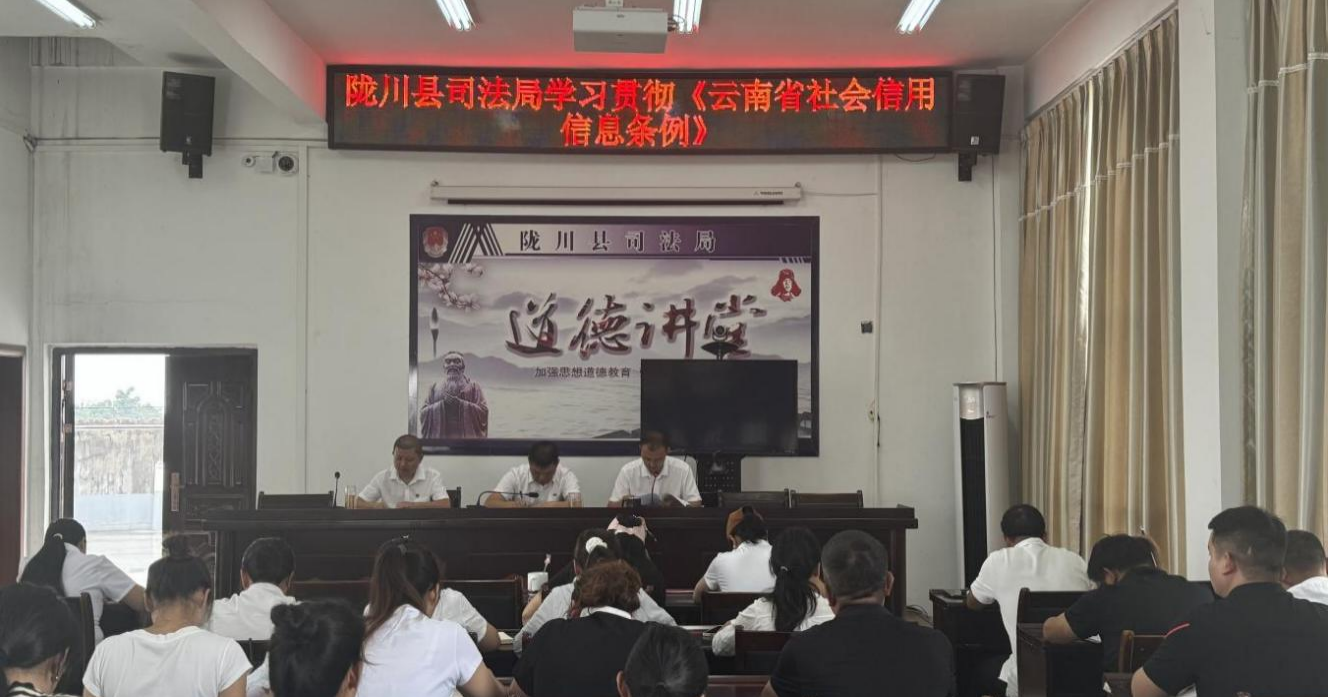 陇川县司法局学习贯彻《云南省社会信用
信息条例》
陇川县司法局
道德讲堂
加强思想道德教育